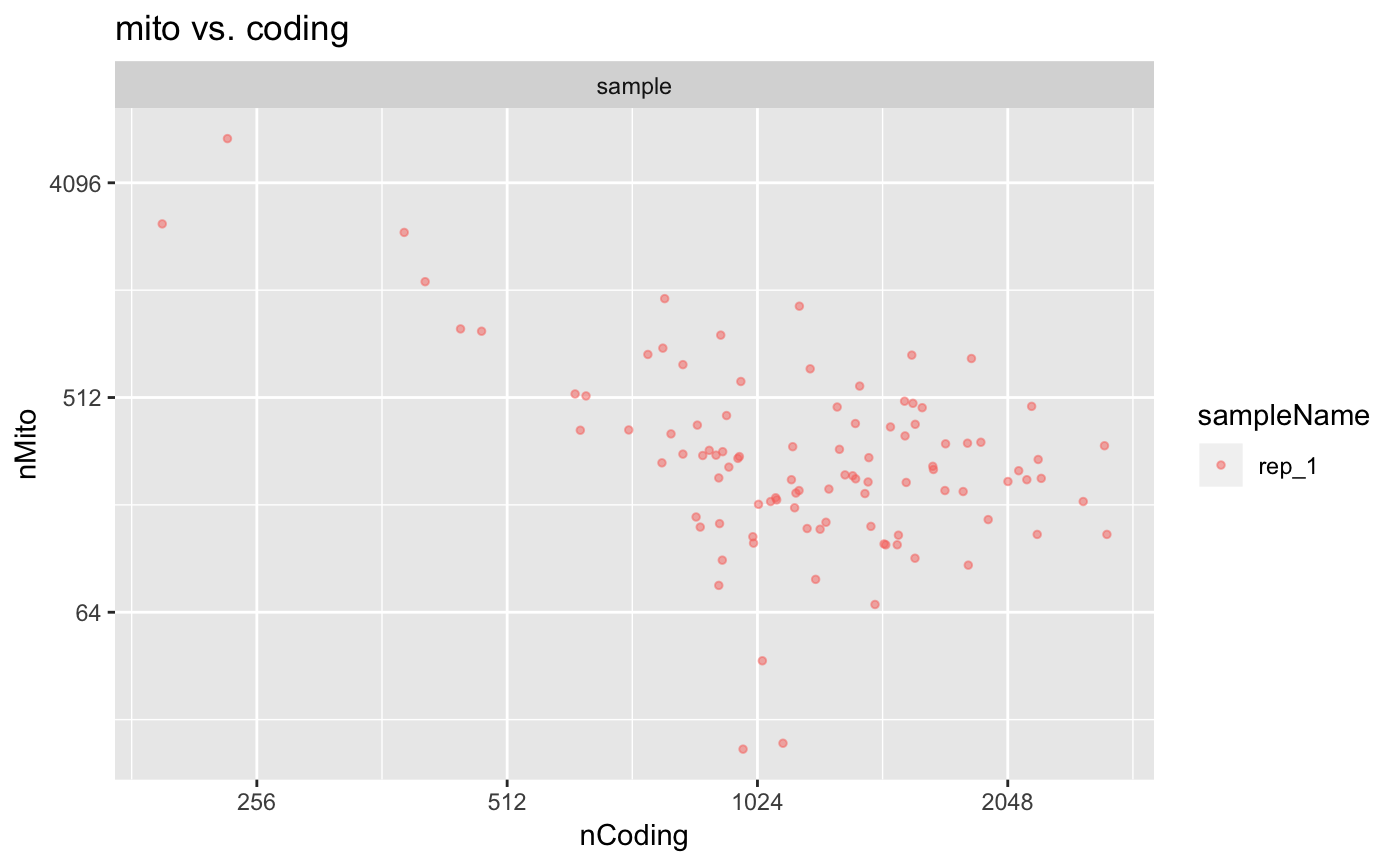 mito vs. coding
sample
4096
512
64
nMito
256 512 1024 2048
nCoding
sampleName
rep_1